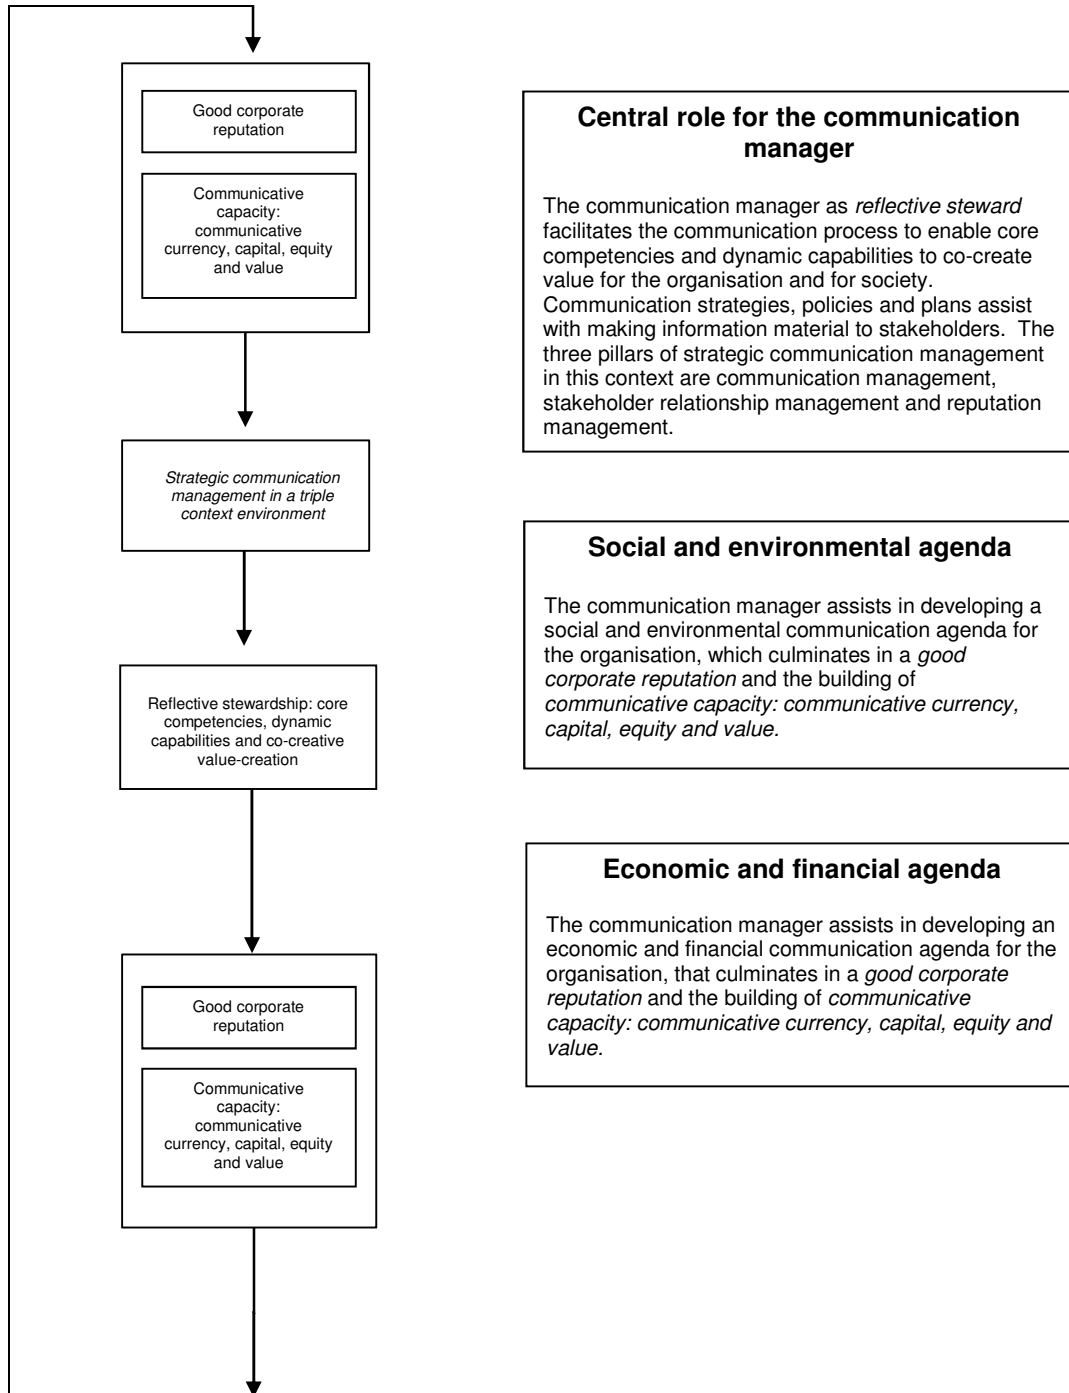 Good corporate
reputation
Communicative
capacity:
communicative
currency, capital, equity
and value
Strategic communication
management in a triple
context environment
Reflective stewardship: core
competencies, dynamic
capabilities and co-creative
value-creation
Good corporate
reputation
Communicative
capacity:
communicative
currency, capital, equity
and value
Central role for the communication
manager
The communication manager as reflective steward
facilitates the communication process to enable core
competencies and dynamic capabilities to co-create
value for the organisation and for society.
Communication strategies, policies and plans assist
with making information material to stakeholders.  The
three pillars of strategic communication management
in this context are communication management,
stakeholder relationship management and reputation
management.
Social and environmental agenda
The communication manager assists in developing a
social and environmental communication agenda for
the organisation, which culminates in a good
corporate reputation and the building of
communicative capacity: communicative currency,
capital, equity and value.
Economic and financial agenda
The communication manager assists in developing an
economic and financial communication agenda for the
organisation, that culminates in a good corporate
reputation and the building of communicative
capacity: communicative currency, capital, equity and
value.